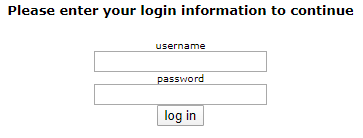 Please enter your login information to continue
username
password
log in